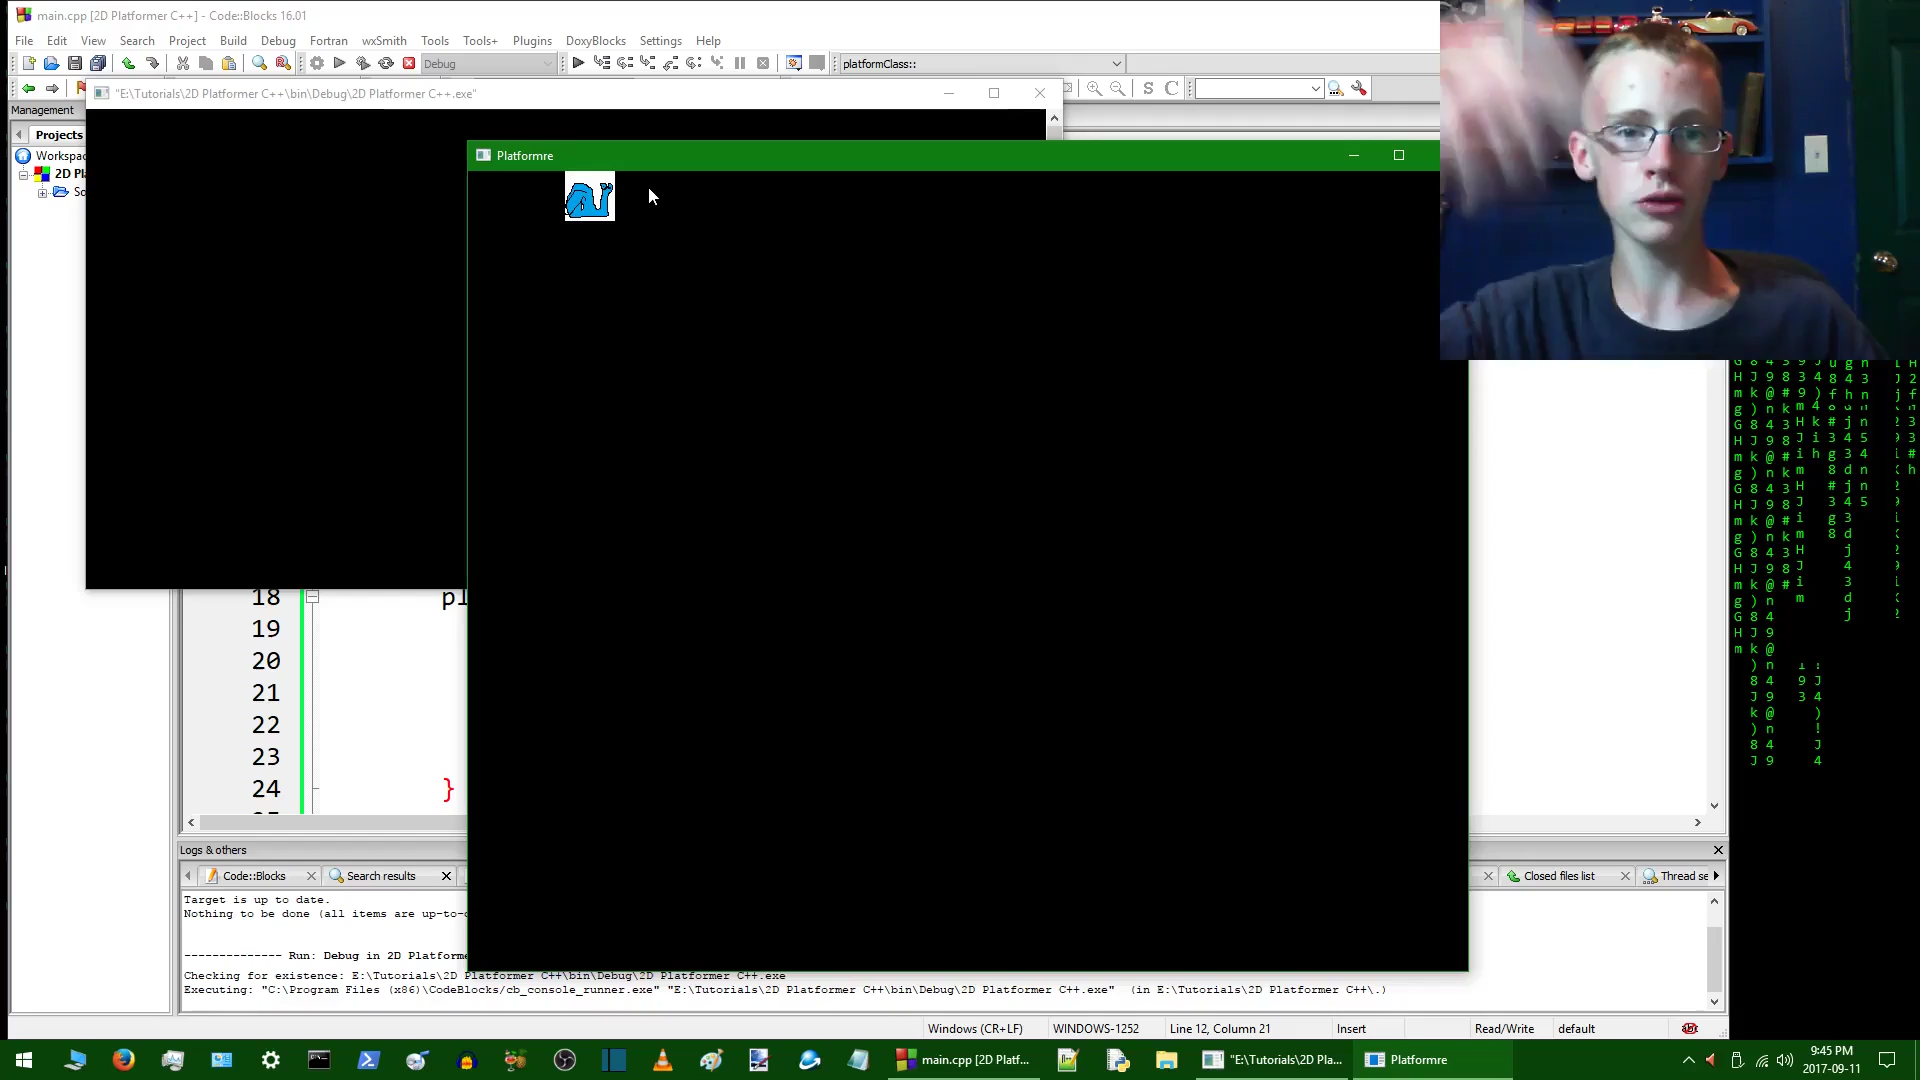 main.cpp [2D Platformer C++] - Code::Blocks 16.01
File Edit View Search Project Build Debug Fortran wxSmith Tools Tools+ Plugins DoxyBlocks Settings Help
Debug
platformClass::
S C
Management
"E:\Tutorials\2D Platformer C++\bin\Debug\2D Platformer C++.exe"
Projects
Platformre
18 pl
19
20
21
22
23
24 }
Logs & others
Code::Blocks Search results Closed files list Thread se
Target is up to date.
Nothing to be done (all items are up-to-
-------------- Run: Debug in 2D Platforme
Checking for existence: E:\Tutorials\2D Platformer C++\bin\Debug\2D Platformer C++.exe
Executing: "C:\Program Files (x86)\CodeBlocks/cb_console_runner.exe" "E:\Tutorials\2D Platformer C++\bin\Debug\2D Platformer C++.exe" (in E:\Tutorials\2D Platformer C++\.)
Windows (CR+LF) WINDOWS-1252 Line 12, Column 21 Insert Read/Write default
main.cpp [2D Platf... "E:\Tutorials\2D Pla... Platformre
9:45 PM
2017-09-11